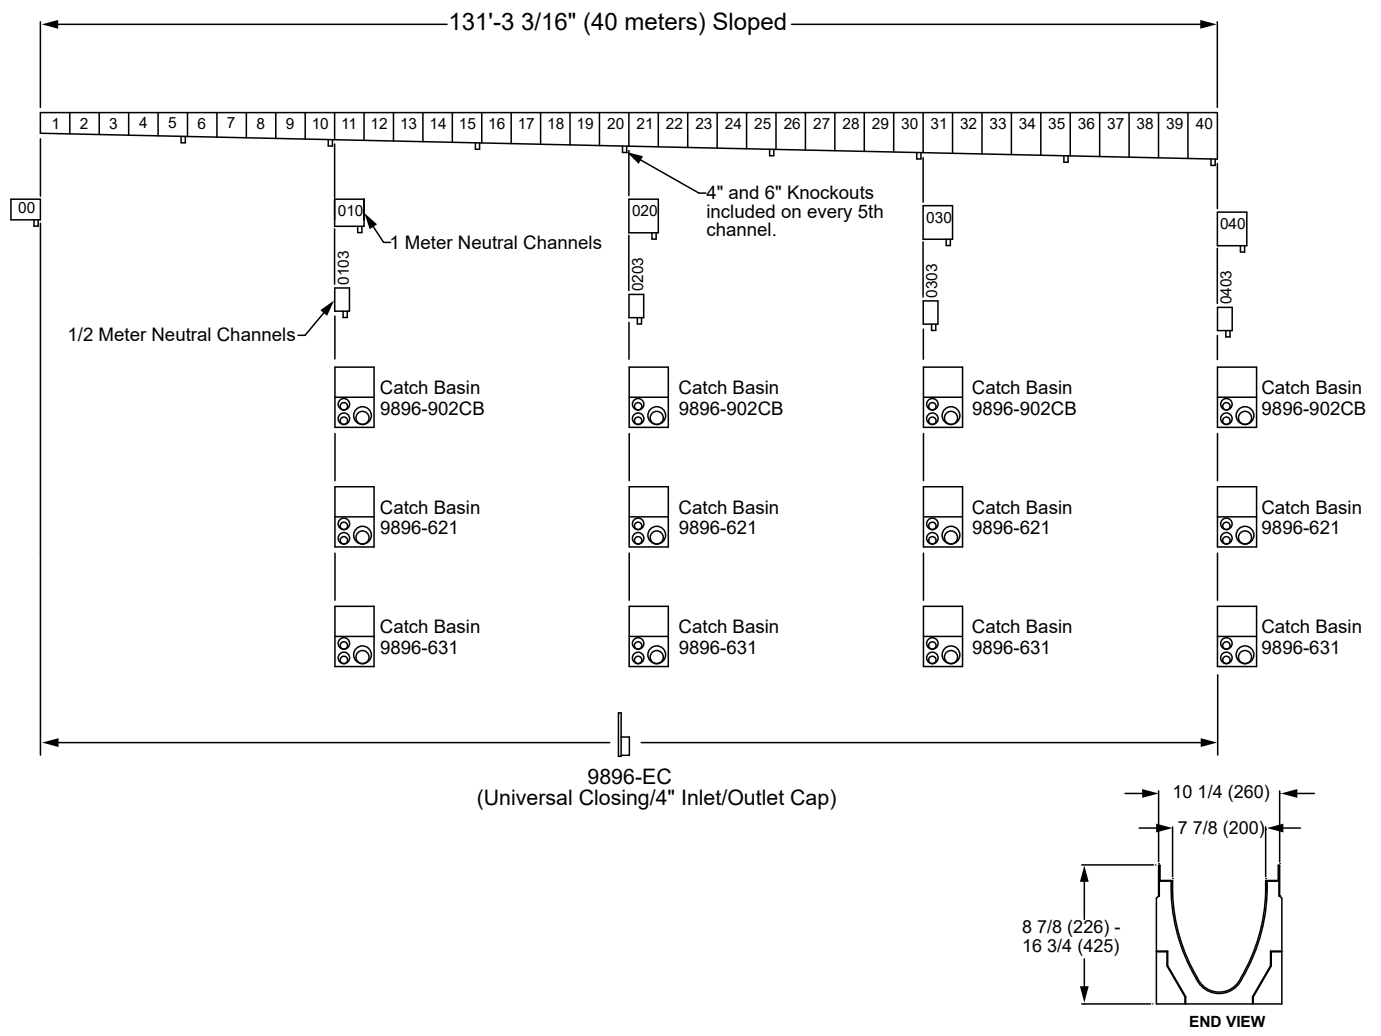 131'-3 3/16" (40 meters) Sloped
1 2 3 4 5 6 7 8 9 10 11 12 13 14 15 16 17 18 19 20 21 22 23 24 25 26 27 28 29 30 31 32 33 34 35 36 37 38 39 40
00 010 020 030 040
4" and 6" Knockouts
included on every 5th
channel.
1 Meter Neutral Channels
0103 0203 0303 0403
1/2 Meter Neutral Channels
Catch Basin Catch Basin Catch Basin Catch Basin
9896-902CB 9896-902CB 9896-902CB 9896-902CB
Catch Basin Catch Basin Catch Basin Catch Basin
9896-621 9896-621 9896-621 9896-621
Catch Basin Catch Basin Catch Basin Catch Basin
9896-631 9896-631 9896-631 9896-631
9896-EC
(Universal Closing/4" Inlet/Outlet Cap)
10 1/4 (260)
7 7/8 (200)
8 7/8 (226) -
16 3/4 (425)
END VIEW